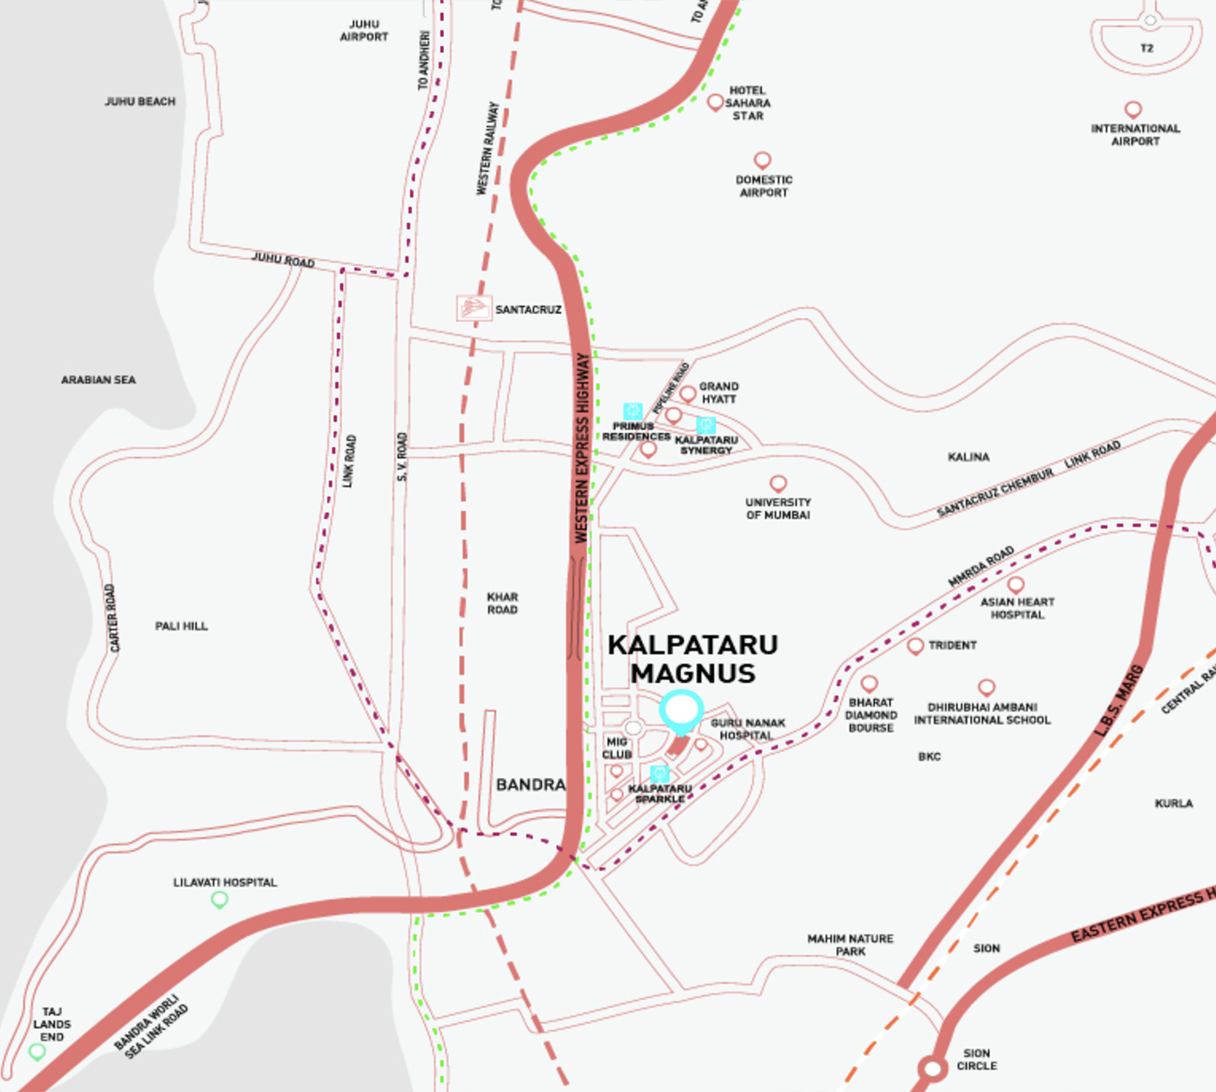 JUHU
AIRPORT
TO ANDHERI
T2
JUHU BEACH
HOTEL
SAHARA
STAR
INTERNATIONAL
AIRPORT
WESTERN RAILWAY
DOMESTIC
AIRPORT
JUHU ROAD
SANTACRUZ
ARABIAN SEA
WESTERN EXPRESS HIGHWAY
PIPELINE ROAD
GRAND
HYATT
PRIMUS
RESIDENCES
KALPATARU
SYNERGY
LINK ROAD
S. V. ROAD
KALINA
SANTACRUZ CHEMBUR LINK ROAD
UNIVERSITY
OF MUMBAI
MMRDA ROAD
CARTER ROAD
PALI HILL
KHAR
ROAD
ASIAN HEART
HOSPITAL
KALPATARU
MAGNUS
TRIDENT
BHARAT
DIAMOND
BOURSE
DHIRUBHAI AMBANI
INTERNATIONAL SCHOOL
L.B.S. MARG
GURU NANAK
HOSPITAL
MIG
CLUB
BKC
BANDRA
KALPATARU
SPARKLE
KURLA
LILAVATI HOSPITAL
EASTERN EXPRESS H
MAHIM NATURE
PARK
SION
TAJ
LANDS
END
BANDRA WORLI
SEA LINK ROAD
SION
CIRCLE